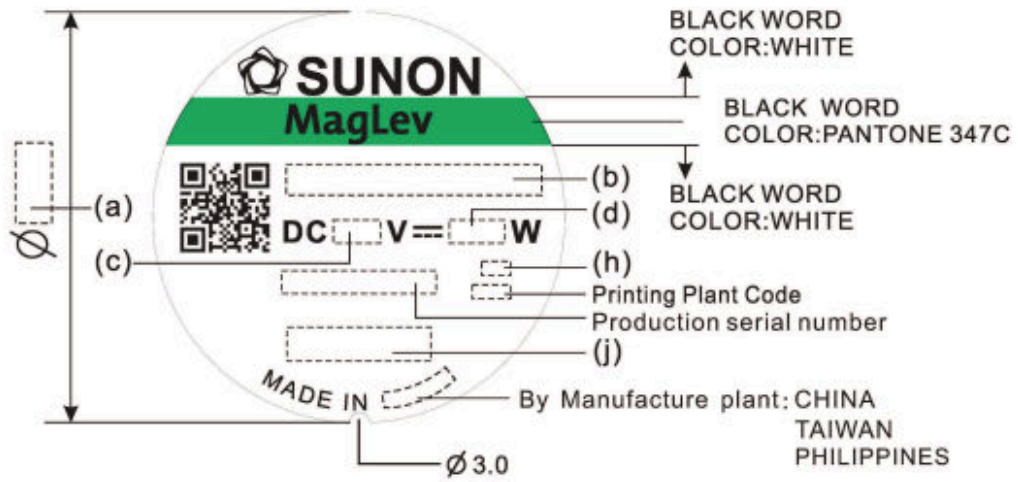 BLACK WORD
COLOR:WHITE
SUNON
MagLev
BLACK WORD
COLOR:PANTONE 347C
(a)
(b)
BLACK WORD
COLOR:WHITE
DC V W
(d)
Ø
(c)
(h)
Printing Plant Code
Production serial number
(j)
MADE IN
By Manufacture plant: CHINA
TAIWAN
PHILIPPINES
Ø 3.0